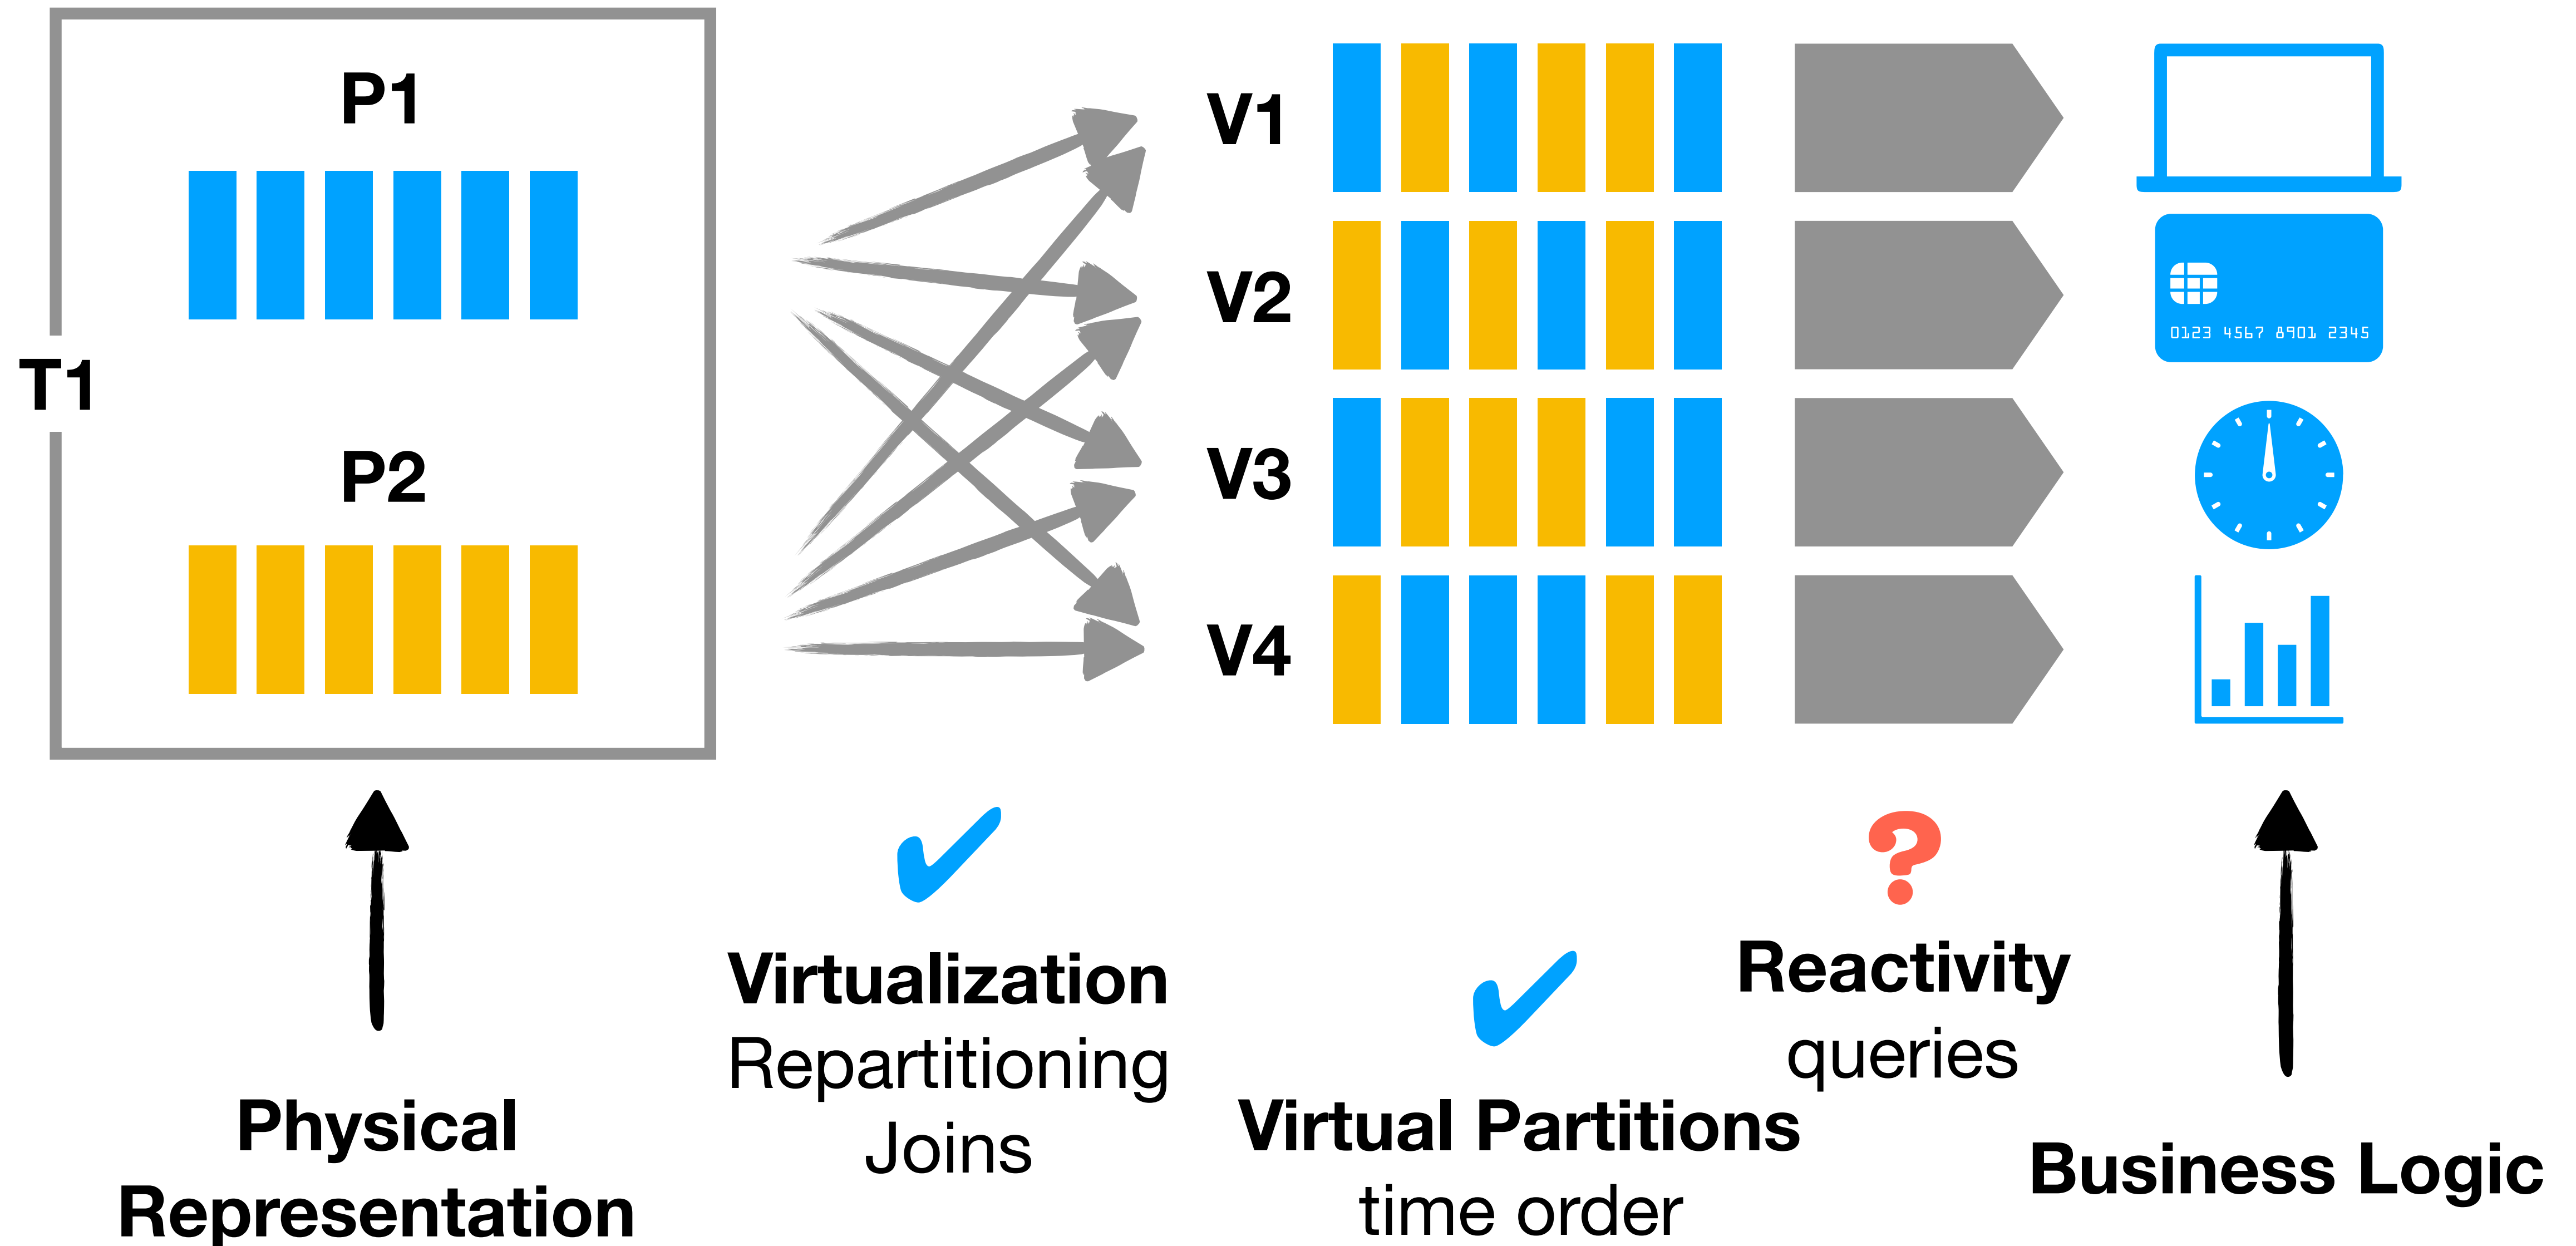 P1
T1
P2
V1
V2
V3
V4
0123 4567 8901 2345
?
Virtualization
Repartitioning
Joins
Reactivity
queries
Physical
Representation
Virtual Partitions
time order
Business Logic